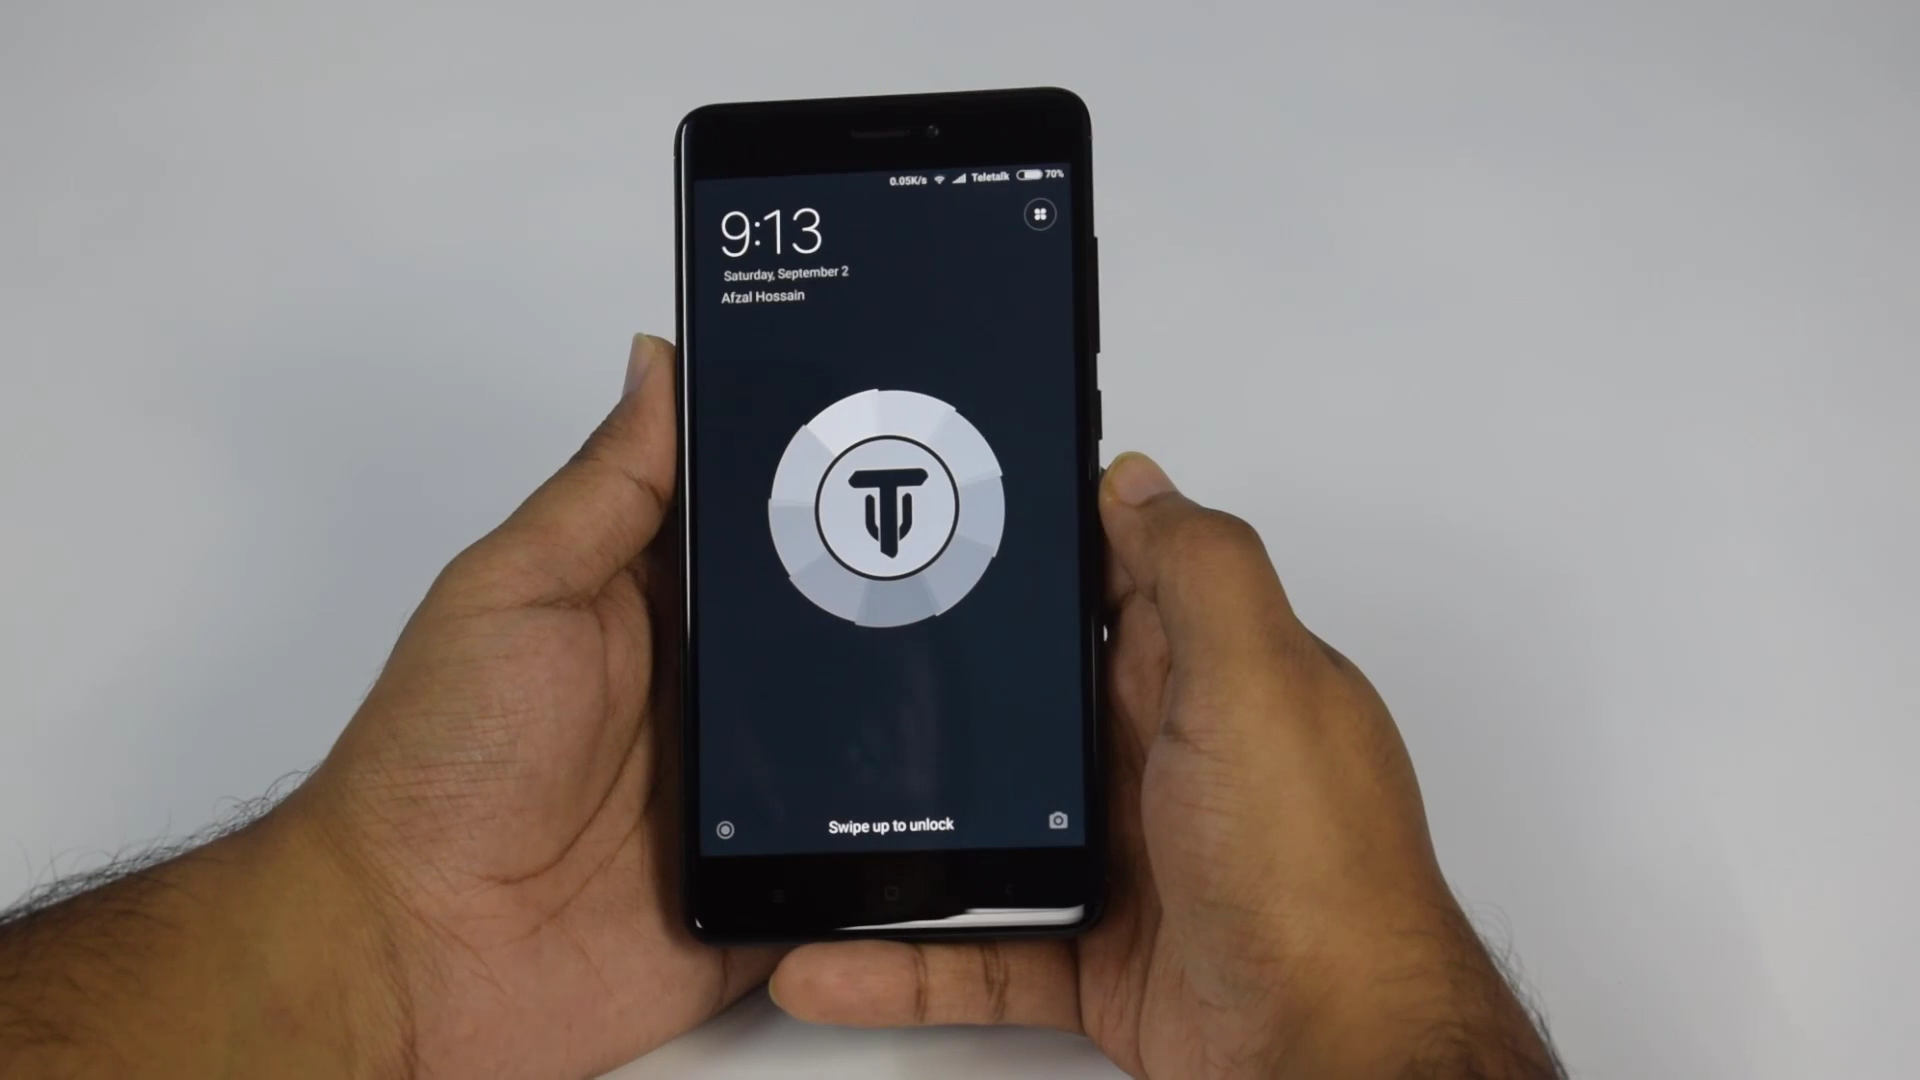 0.05K/s Teletalk 70%
9:13
Saturday, September 2
Afzal Hossain
Swipe up to unlock